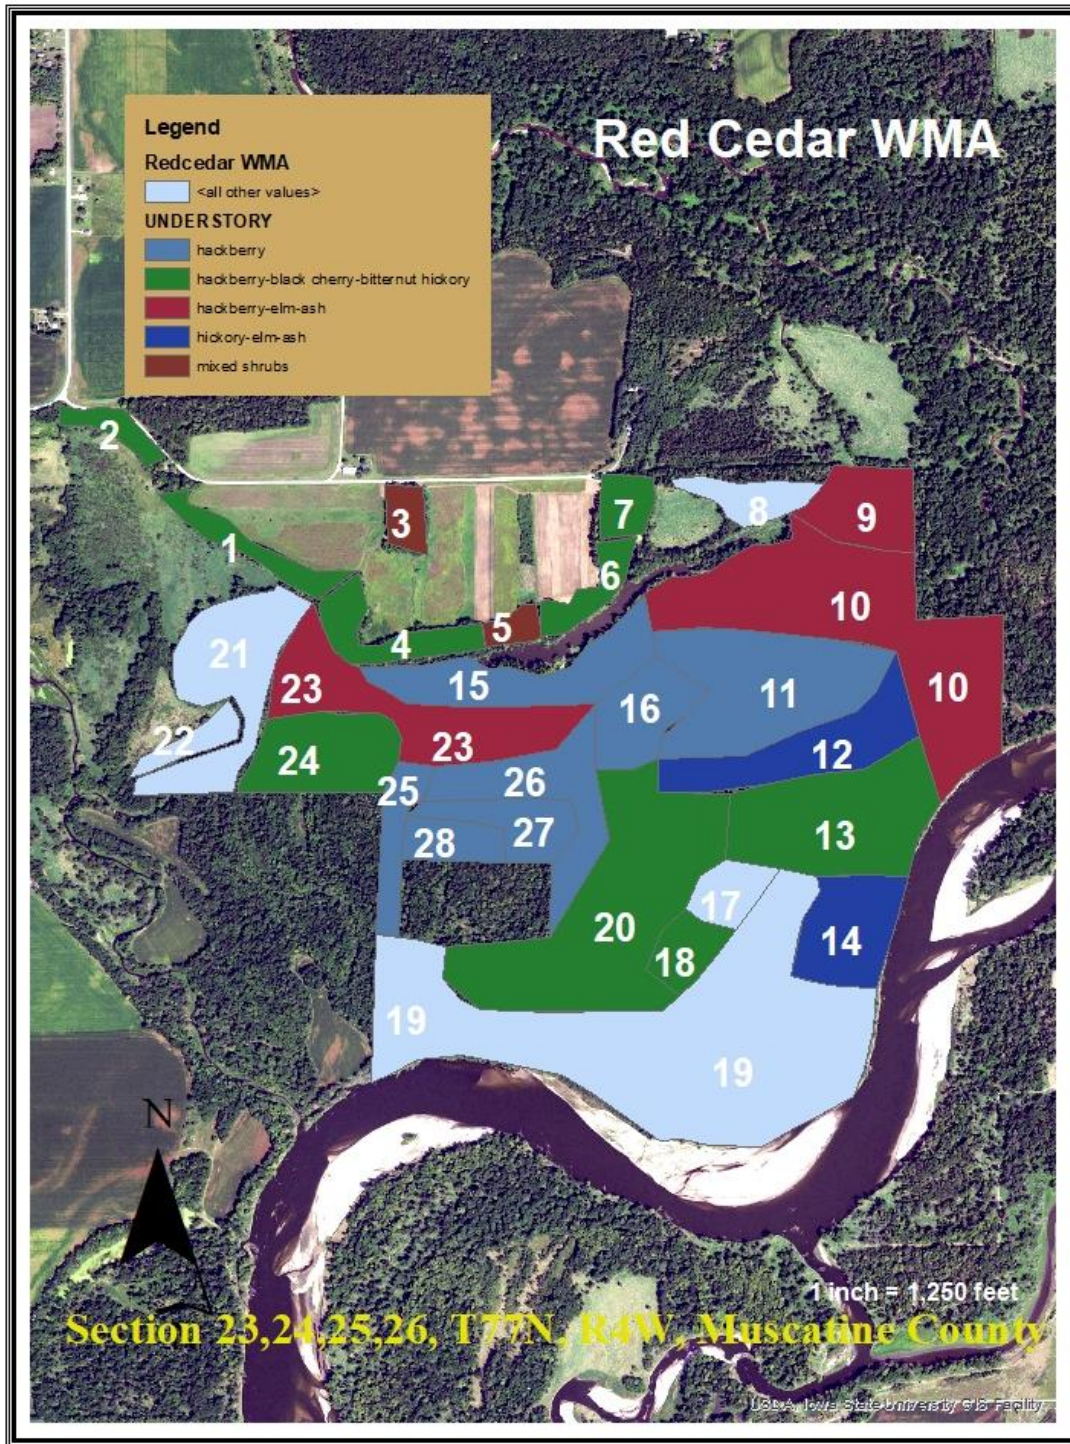 Red Cedar WMA
Legend
Redcedar WMA
<all other values>
UNDERSTORY
hackberry
hackberry-black cherry-bitternut hickory
hackberry-elm-ash
hickory-elm-ash
mixed shrubs
2
3
7
8
9
1
6
10
4
5
21
23
15
16
11
10
22
24
23
12
25
26
28
27
13
17
20
18
14
19
19
N
1 inch = 1,250 feet
Section 23,24,25,26, T77N, R4W, Muscatine County
USDA, Iowa State University GIS Facility